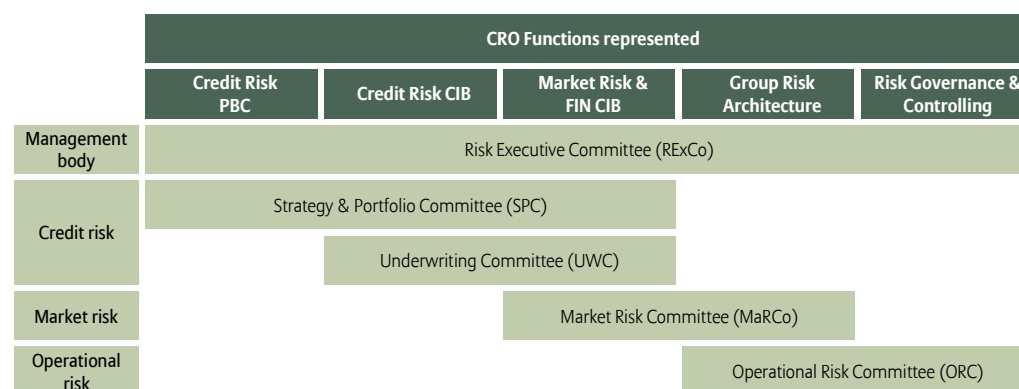 CRO Functions represented
Credit Risk
PBC
Credit Risk CIB
Market Risk &
FIN CIB
Group Risk
Architecture
Risk Governance &
Controlling
Management
body
Risk Executive Committee (RExCo)
Credit risk
Strategy & Portfolio Committee (SPC)
Underwriting Committee (UWC)
Market risk
Market Risk Committee (MaRCo)
Operational
risk
Operational Risk Committee (ORC)